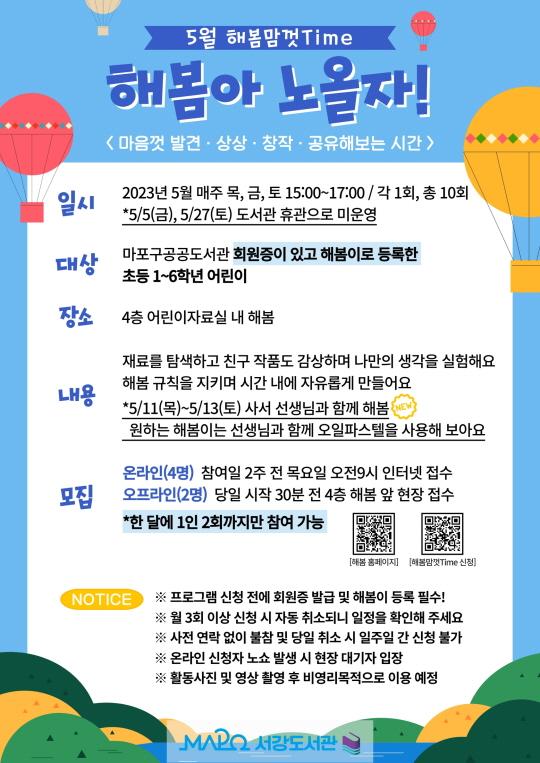 5월 해봄맘껏Time
해봄아 노올자!
< 마음껏 발견 · 상상 · 창작 · 공유해보는 시간 >
일시
2023년 5월 매주 목, 금, 토 15:00~17:00 / 각 1회, 총 10회
*5/5(금), 5/27(토) 도서관 휴관으로 미운영
대상
마포구공공도서관 회원증이 있고 해봄이로 등록한
초등 1~6학년 어린이
장소
4층 어린이자료실 내 해봄
내용
재료를 탐색하고 친구 작품도 감상하며 나만의 생각을 실험해요
해봄 규칙을 지키며 시간 내에 자유롭게 만들어요
*5/11(목)~5/13(토) 사서 선생님과 함께 해봄 NEW
원하는 해봄이는 선생님과 함께 오일파스텔을 사용해 보아요
모집
온라인(4명) 참여일 2주 전 목요일 오전9시 인터넷 접수
오프라인(2명) 당일 시작 30분 전 4층 해봄 앞 현장 접수
*한 달에 1인 2회까지만 참여 가능
[해봄 홈페이지] [해봄맘껏Time 신청]
NOTICE
※ 프로그램 신청 전에 회원증 발급 및 해봄이 등록 필수!
※ 월 3회 이상 신청 시 자동 취소되니 일정을 확인해 주세요
※ 사전 연락 없이 불참 및 당일 취소 시 일주일 간 신청 불가
※ 온라인 신청자 노쇼 발생 시 현장 대기자 입장
※ 활동사진 및 영상 촬영 후 비영리목적으로 이용 예정
MAPO 서강도서관